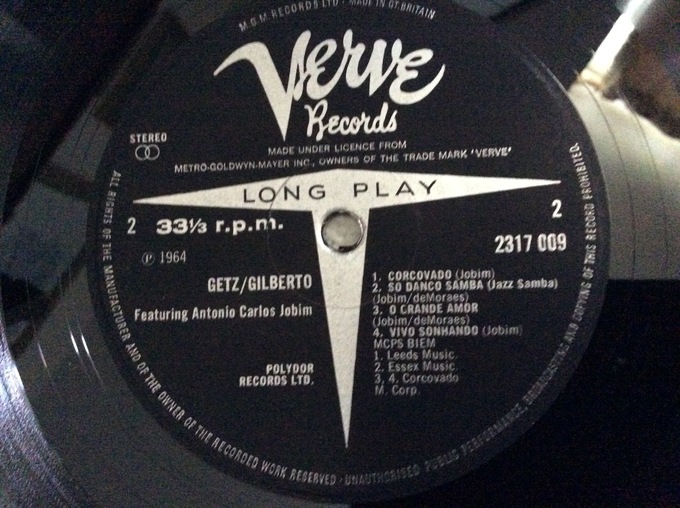 M.G.M. RECORDS LTD · MADE IN GT. BRITAIN
Verve
Records
STEREO
MADE UNDER LICENCE FROM
METRO-GOLDWYN-MAYER INC., OWNERS OF THE TRADE MARK 'VERVE'
LONG PLAY
2 33⅓ r.p.m.
2
℗ 1964
2317 009
GETZ/GILBERTO
Featuring Antonio Carlos Jobim
POLYDOR
RECORDS LTD.
1. CORCOVADO (Jobim)
2. SO DANCO SAMBA (Jazz Samba)
(Jobim/deMoraes)
3. O GRANDE AMOR
(Jobim/deMoraes)
4. VIVO SONHANDO (Jobim)
MCPS BIEM
1. Leeds Music.
2. Essex Music.
3, 4. Corcovado
M. Corp.
ALL RIGHTS OF THE MANUFACTURER AND OF THE OWNER OF THE RECORDED WORK RESERVED · UNAUTHORISED PUBLIC PERFORMANCE, BROADCASTING AND COPYING OF THIS RECORD PROHIBITED.